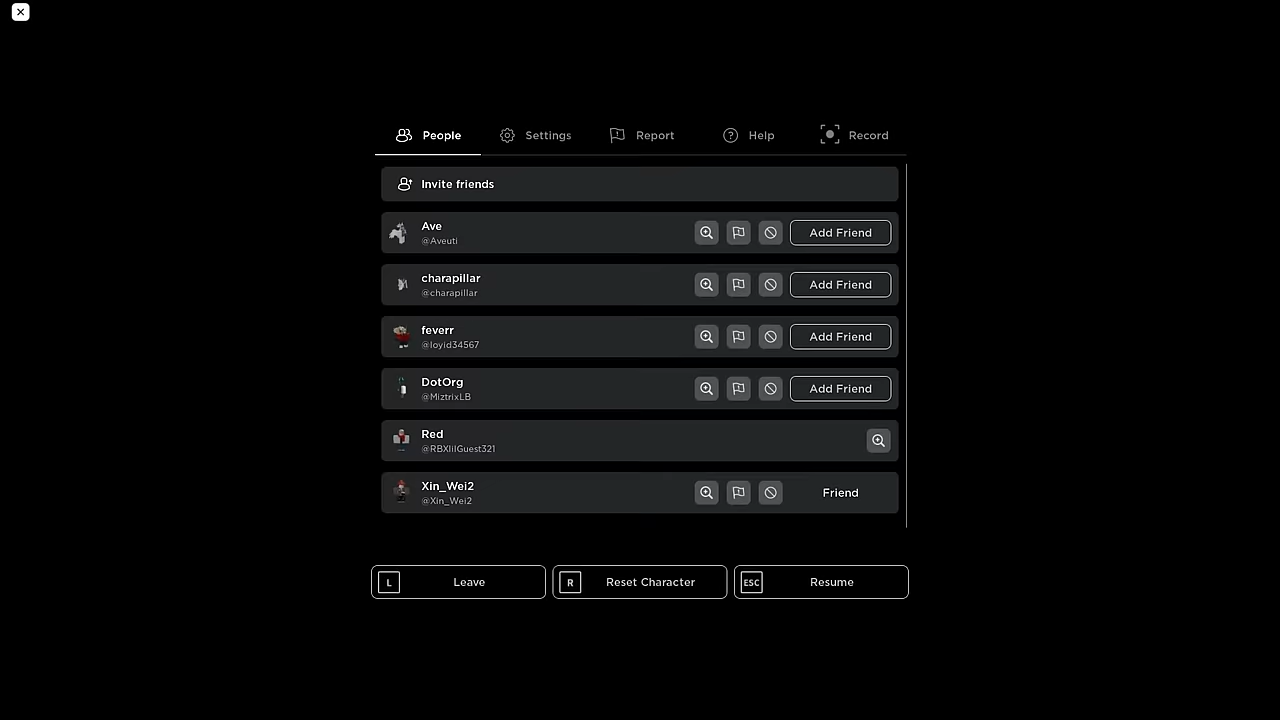 People Settings Report Help Record
Invite friends
Ave
@Aveuti
Add Friend
charapillar
@charapillar
Add Friend
feverr
@loyid34567
Add Friend
DotOrg
@MiztrixLB
Add Friend
Red
@RBXlilGuest321
Xin_Wei2
@Xin_Wei2
Friend
L Leave R Reset Character ESC Resume